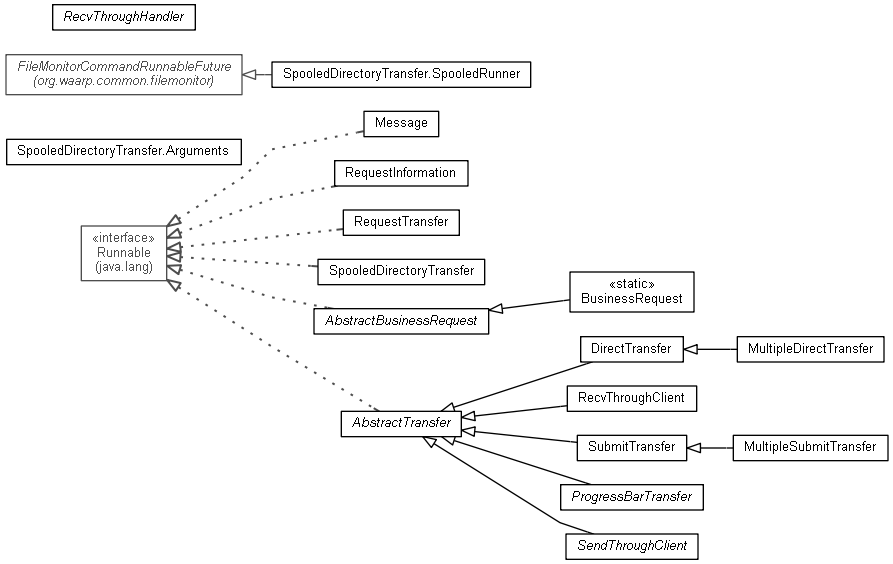 RecvThroughHandler
FileMonitorCommandRunnableFuture
(org.waarp.common.filemonitor)
SpooledDirectoryTransfer.SpooledRunner
Message
SpooledDirectoryTransfer.Arguments
RequestInformation
RequestTransfer
«interface»
Runnable
(java.lang)
SpooledDirectoryTransfer
«static»
BusinessRequest
AbstractBusinessRequest
DirectTransfer
MultipleDirectTransfer
RecvThroughClient
AbstractTransfer
SubmitTransfer
MultipleSubmitTransfer
ProgressBarTransfer
SendThroughClient